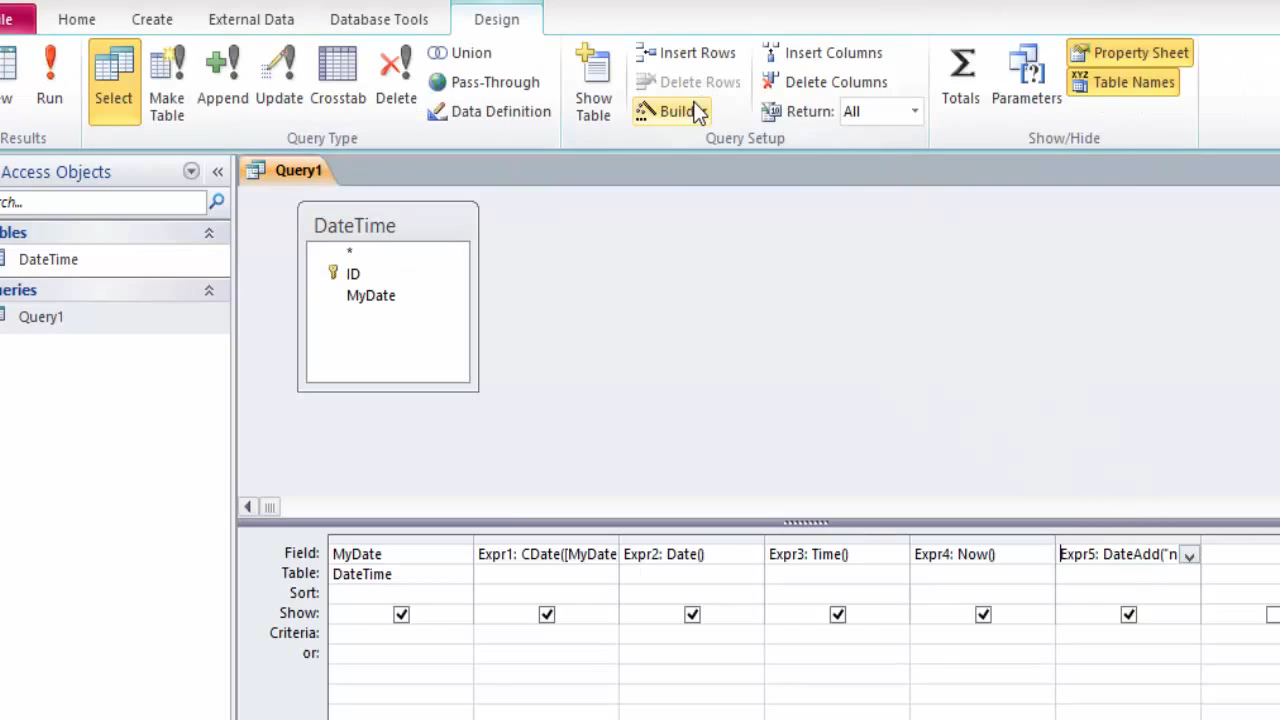 Home Create External Data Database Tools Design
Run
Select
Make Table
Append
Update
Crosstab
Delete
Union
Pass-Through
Data Definition
Show Table
Insert Rows
Delete Rows
Build
Insert Columns
Delete Columns
Return: All
Totals
Parameters
Property Sheet
Table Names
Results Query Type Query Setup Show/Hide
Access Objects
Query1
DateTime
*
ID
MyDate
DateTime
Query1
Field: MyDate Expr1: CDate([MyDate Expr2: Date() Expr3: Time() Expr4: Now() Expr5: DateAdd("n
Table: DateTime
Sort:
Show:
Criteria:
or: